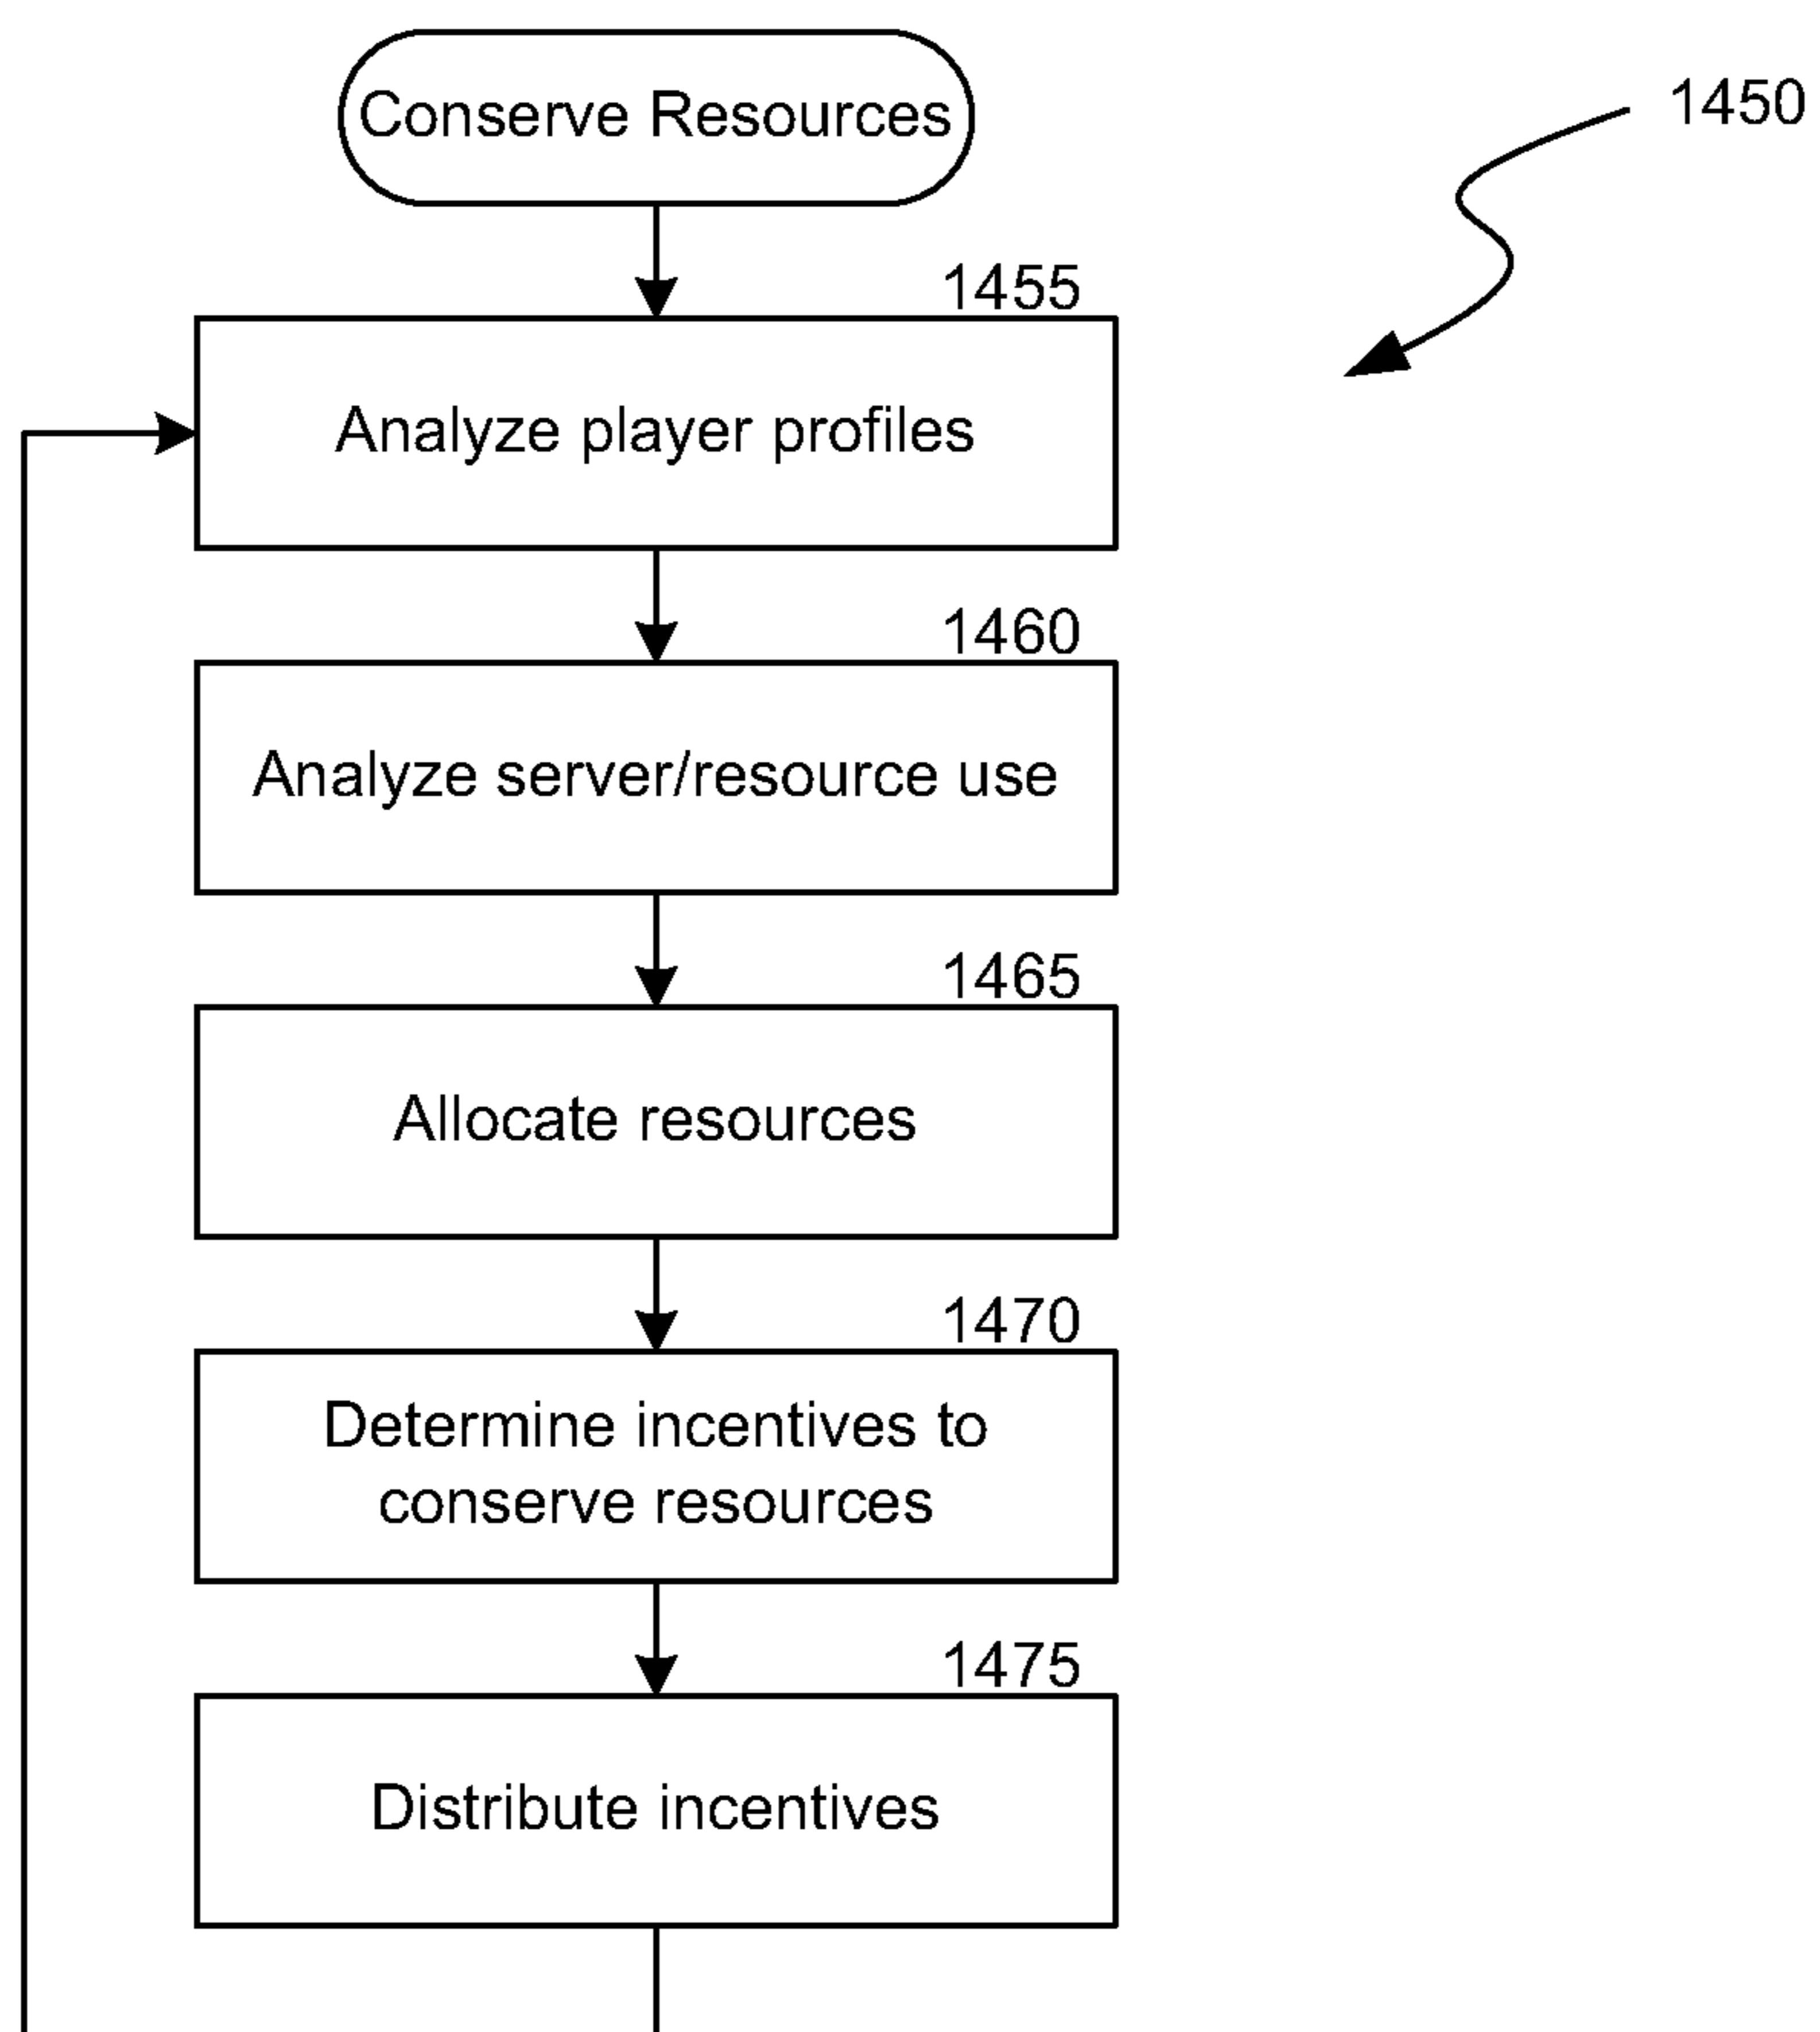 Conserve Resources
1450
1455
Analyze player profiles
1460
Analyze server/resource use
1465
Allocate resources
1470
Determine incentives to
conserve resources
1475
Distribute incentives